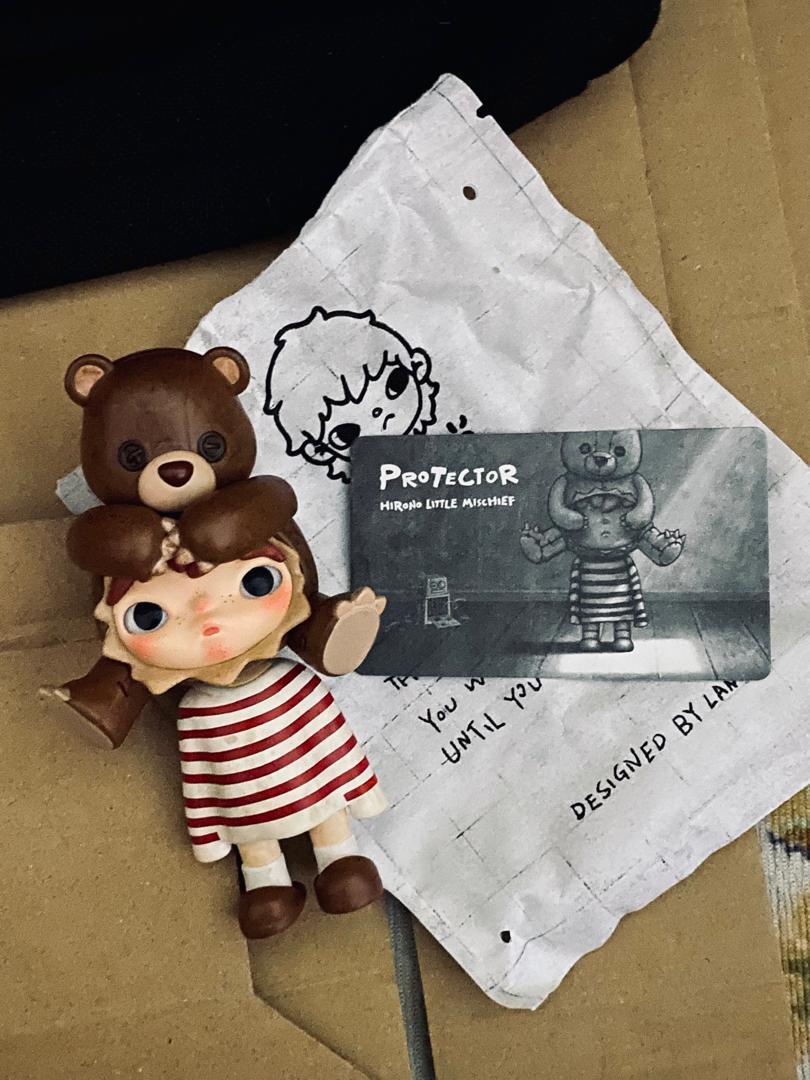 PROTECTOR
HIRONO LITTLE MISCHIEF
YOU
UNTIL YOU
DESIGNED BY LAN